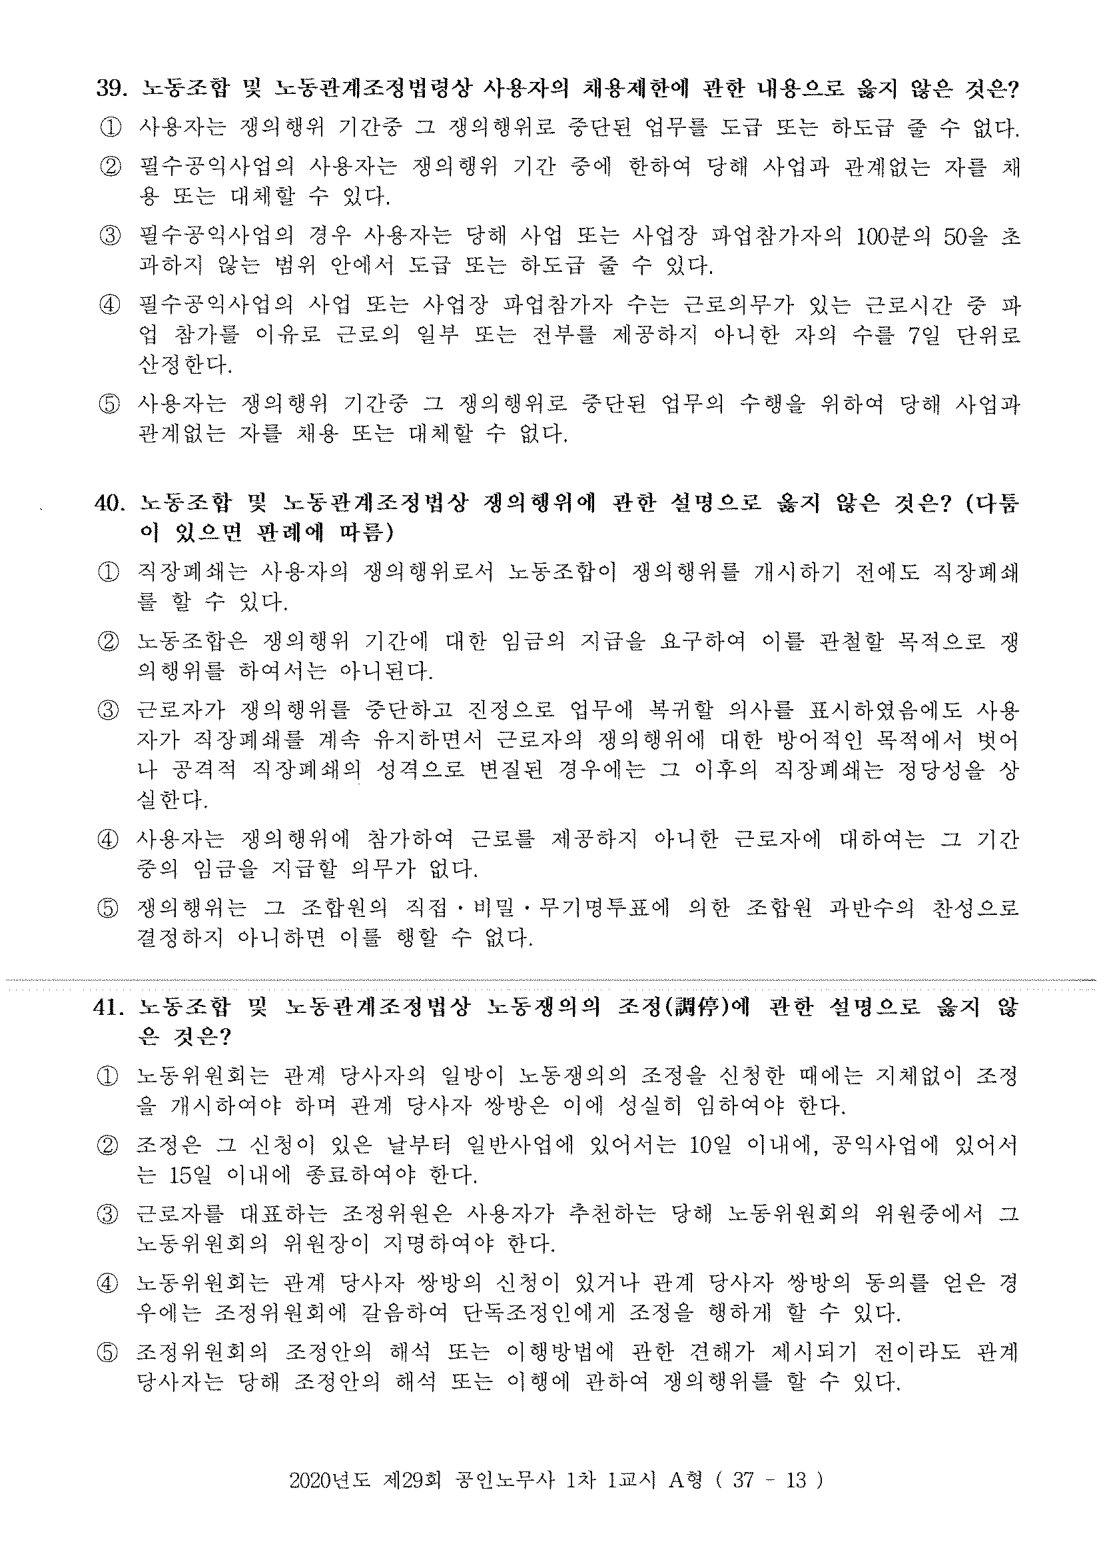 39. 노동조합 및 노동관계조정법령상 사용자의 채용제한에 관한 내용으로 옳지 않은 것은?
① 사용자는 쟁의행위 기간중 그 쟁의행위로 중단된 업무를 도급 또는 하도급 줄 수 없다.
② 필수공익사업의 사용자는 쟁의행위 기간 중에 한하여 당해 사업과 관계없는 자를 채
용 또는 대체할 수 있다.
③ 필수공익사업의 경우 사용자는 당해 사업 또는 사업장 파업참가자의 100분의 50을 초
과하지 않는 범위 안에서 도급 또는 하도급 줄 수 있다.
④ 필수공익사업의 사업 또는 사업장 파업참가자 수는 근로의무가 있는 근로시간 중 파
업 참가를 이유로 근로의 일부 또는 전부를 제공하지 아니한 자의 수를 7일 단위로
산정한다.
⑤ 사용자는 쟁의행위 기간중 그 쟁의행위로 중단된 업무의 수행을 위하여 당해 사업과
관계없는 자를 채용 또는 대체할 수 없다.
40. 노동조합 및 노동관계조정법상 쟁의행위에 관한 설명으로 옳지 않은 것은? (다툼
이 있으면 판례에 따름)
① 직장폐쇄는 사용자의 쟁의행위로서 노동조합이 쟁의행위를 개시하기 전에도 직장폐쇄
를 할 수 있다.
② 노동조합은 쟁의행위 기간에 대한 임금의 지급을 요구하여 이를 관철할 목적으로 쟁
의행위를 하여서는 아니된다.
③ 근로자가 쟁의행위를 중단하고 진정으로 업무에 복귀할 의사를 표시하였음에도 사용
자가 직장폐쇄를 계속 유지하면서 근로자의 쟁의행위에 대한 방어적인 목적에서 벗어
나 공격적 직장폐쇄의 성격으로 변질된 경우에는 그 이후의 직장폐쇄는 정당성을 상
실한다.
④ 사용자는 쟁의행위에 참가하여 근로를 제공하지 아니한 근로자에 대하여는 그 기간
중의 임금을 지급할 의무가 없다.
⑤ 쟁의행위는 그 조합원의 직접·비밀·무기명투표에 의한 조합원 과반수의 찬성으로
결정하지 아니하면 이를 행할 수 없다.
41. 노동조합 및 노동관계조정법상 노동쟁의의 조정(調停)에 관한 설명으로 옳지 않
은 것은?
① 노동위원회는 관계 당사자의 일방이 노동쟁의의 조정을 신청한 때에는 지체없이 조정
을 개시하여야 하며 관계 당사자 쌍방은 이에 성실히 임하여야 한다.
② 조정은 그 신청이 있은 날부터 일반사업에 있어서는 10일 이내에, 공익사업에 있어서
는 15일 이내에 종료하여야 한다.
③ 근로자를 대표하는 조정위원은 사용자가 추천하는 당해 노동위원회의 위원중에서 그
노동위원회의 위원장이 지명하여야 한다.
④ 노동위원회는 관계 당사자 쌍방의 신청이 있거나 관계 당사자 쌍방의 동의를 얻은 경
우에는 조정위원회에 갈음하여 단독조정인에게 조정을 행하게 할 수 있다.
⑤ 조정위원회의 조정안의 해석 또는 이행방법에 관한 견해가 제시되기 전이라도 관계
당사자는 당해 조정안의 해석 또는 이행에 관하여 쟁의행위를 할 수 있다.
2020년도 제29회 공인노무사 1차 1교시 A형 ( 37 - 13 )